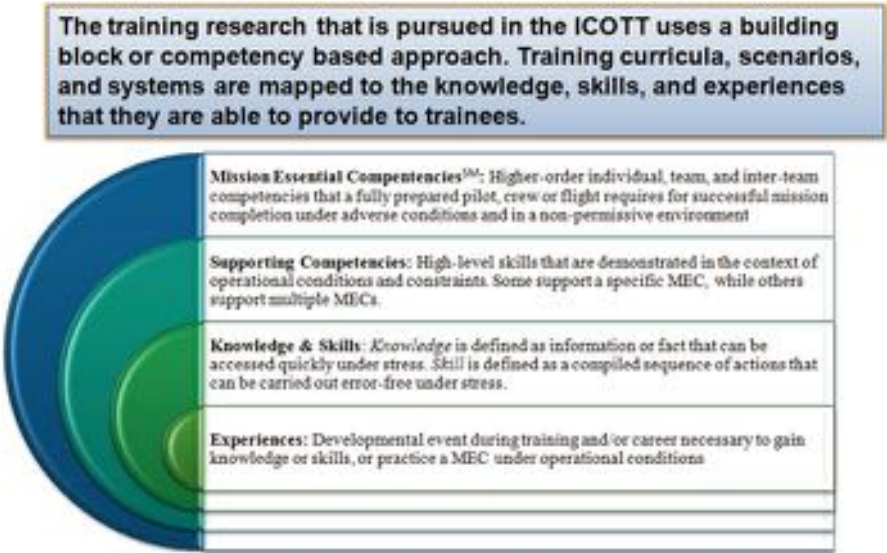 The training research that is pursued in the ICOTT uses a building
block or competency based approach. Training curricula, scenarios,
and systems are mapped to the knowledge, skills, and experiences
that they are able to provide to trainees.
Mission Essential Compentencies℠: Higher-order individual, team, and inter-team
competencies that a fully prepared pilot, crew or flight requires for successful mission
completion under adverse conditions and in a non-permissive environment
Supporting Competencies: High-level skills that are demonstrated in the context of
operational conditions and constraints. Some support a specific MEC, while others
support multiple MECs.
Knowledge & Skills: Knowledge is defined as information or fact that can be
accessed quickly under stress. Skill is defined as a compiled sequence of actions that
can be carried out error-free under stress.
Experiences: Developmental event during training and/or career necessary to gain
knowledge or skills, or practice a MEC under operational conditions